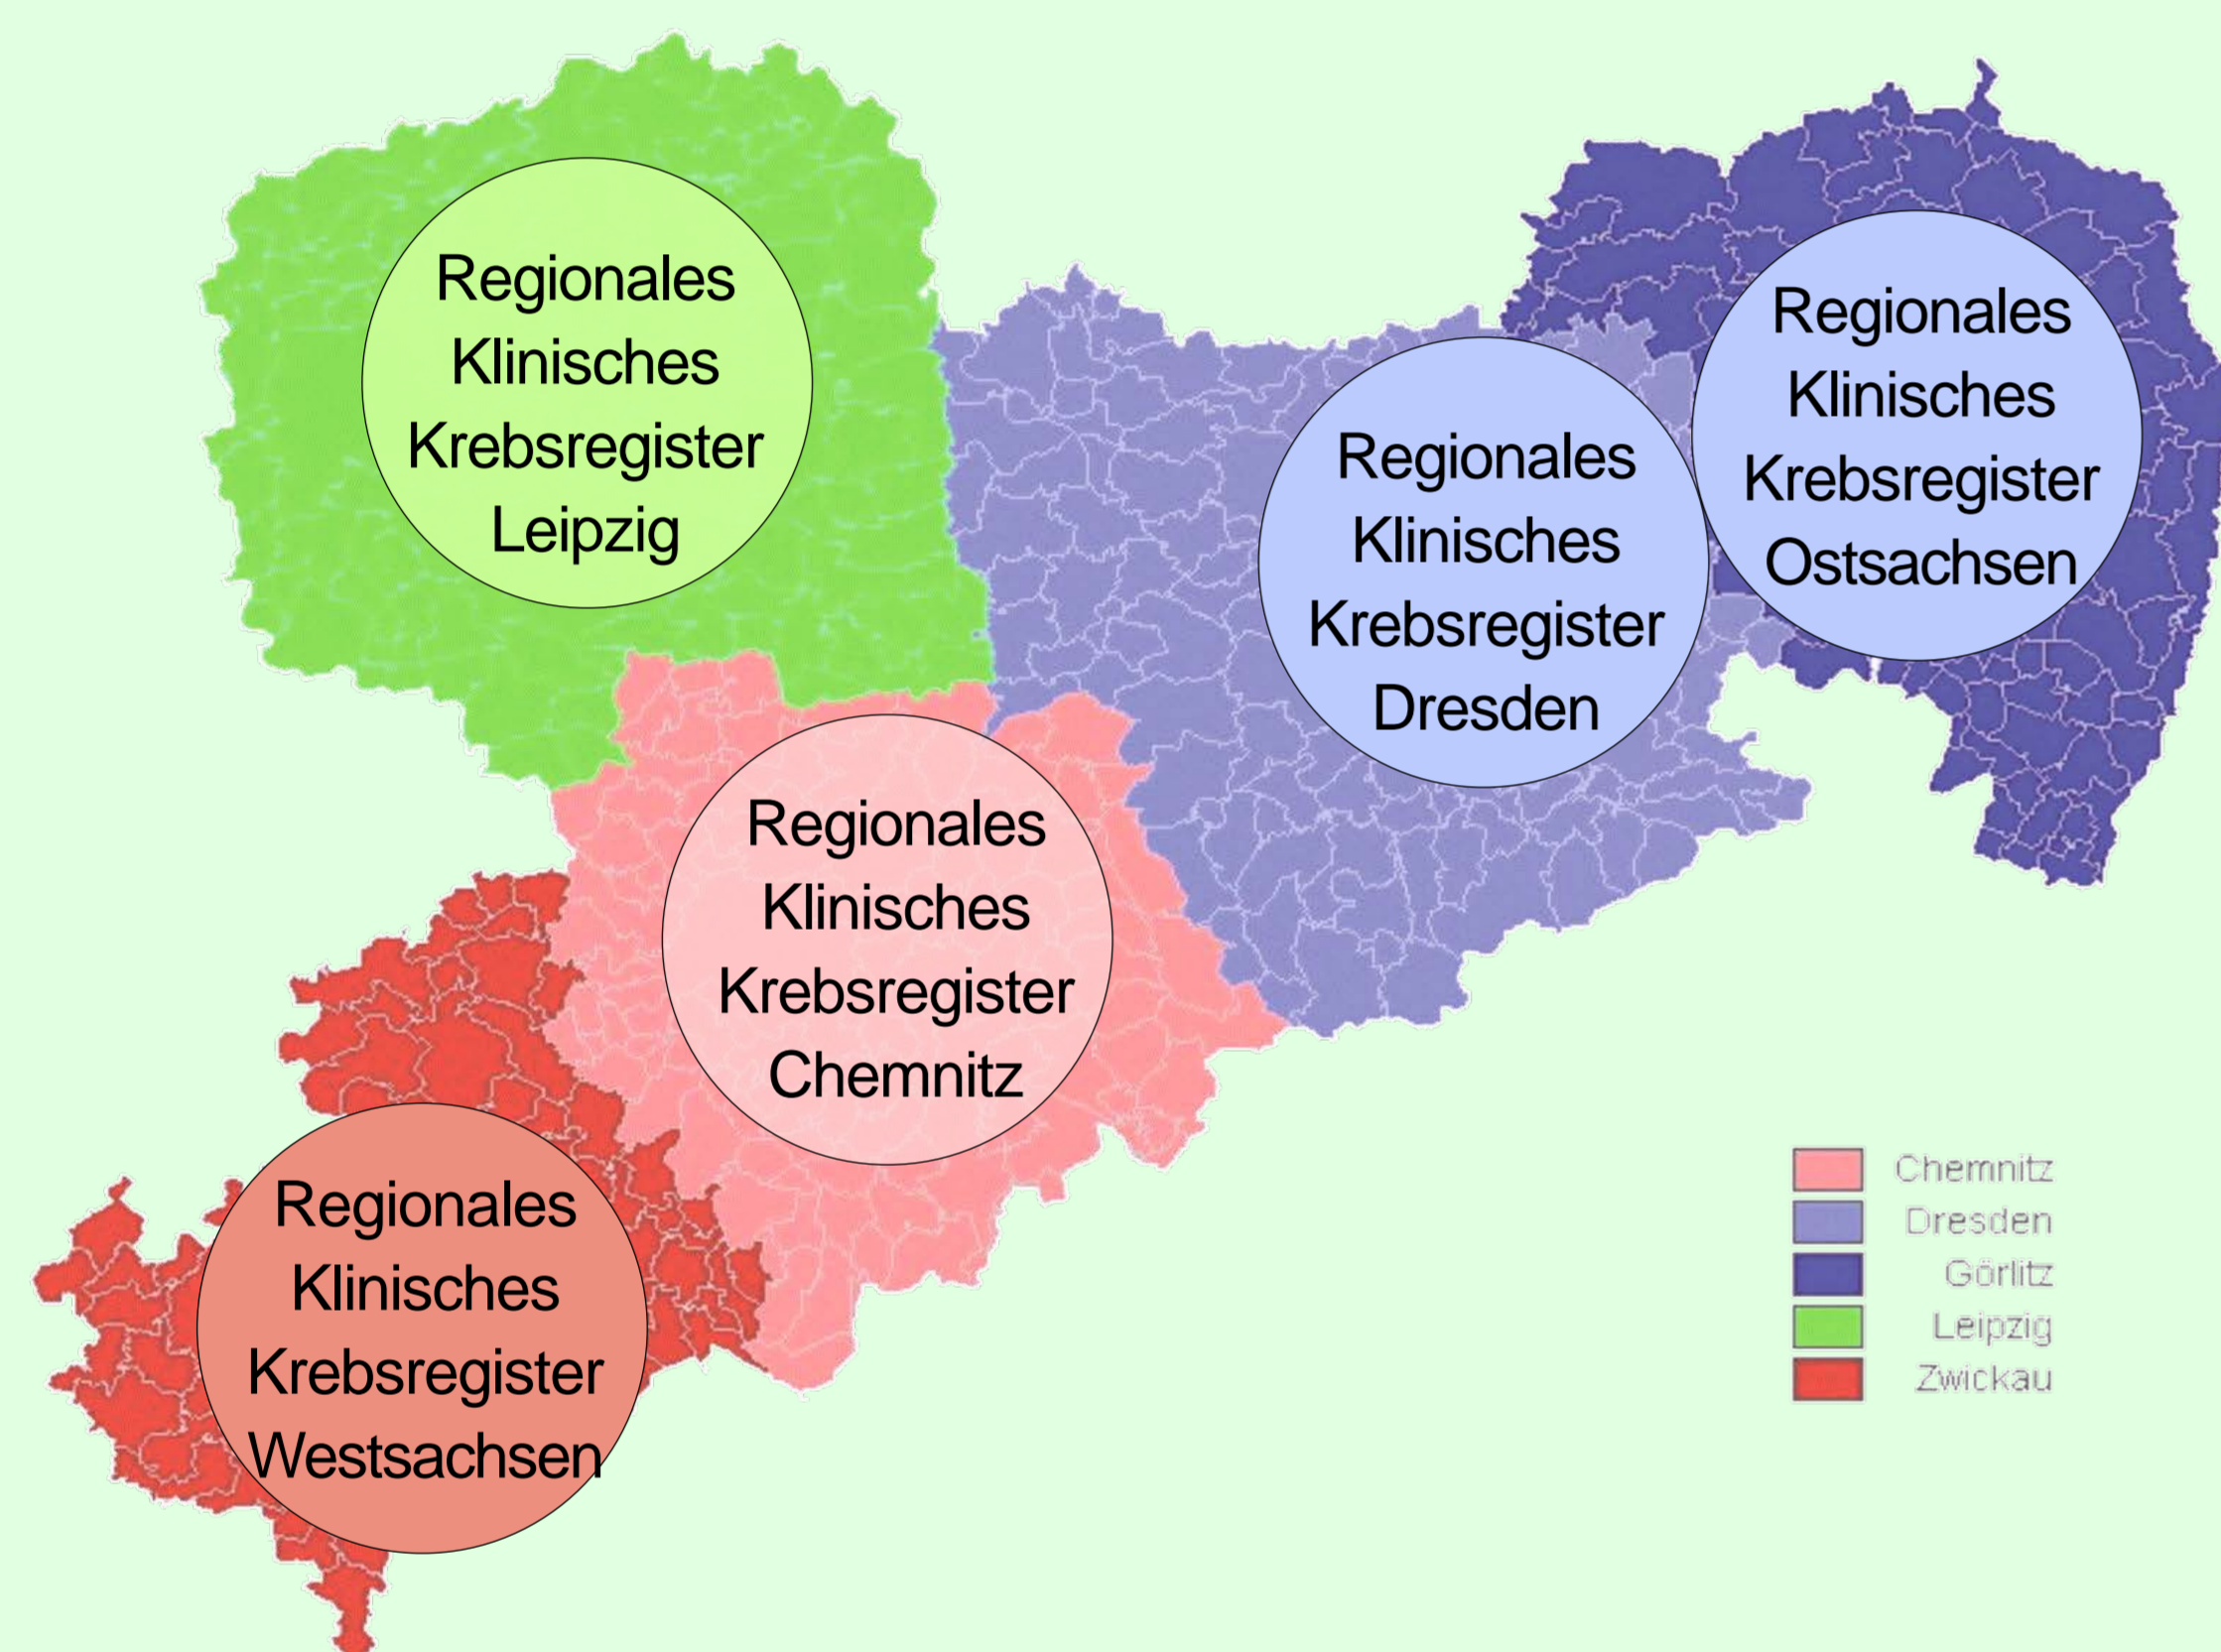 Regionales
Klinisches
Krebsregister
Leipzig
Regionales
Klinisches
Krebsregister
Ostsachsen
Regionales
Klinisches
Krebsregister
Dresden
Regionales
Klinisches
Krebsregister
Chemnitz
Regionales
Klinisches
Krebsregister
Westsachsen
Chemnitz
Dresden
Görlitz
Leipzig
Zwickau